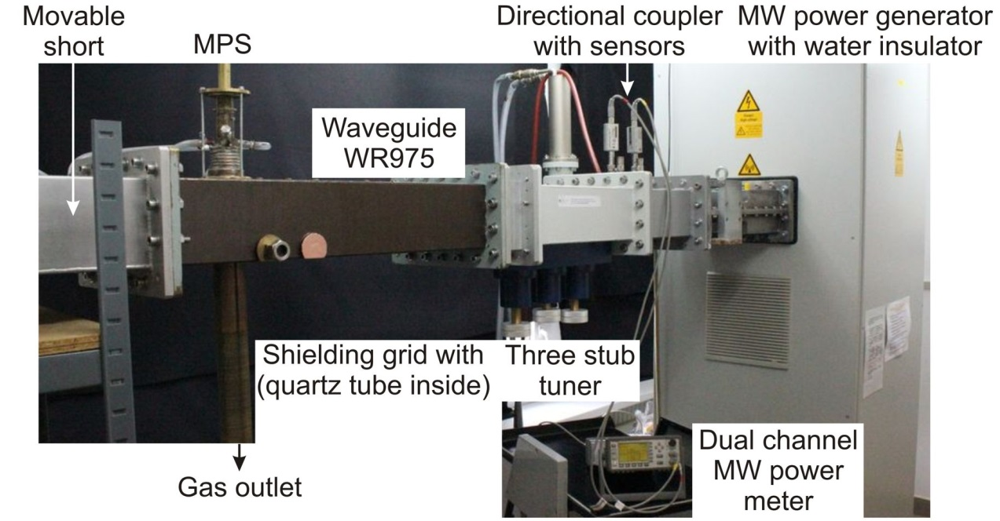 Movable
short
MPS
Directional coupler
with sensors
MW power generator
with water insulator
Waveguide
WR975
Shielding grid with
(quartz tube inside)
Three stub
tuner
Dual channel
MW power
meter
Gas outlet